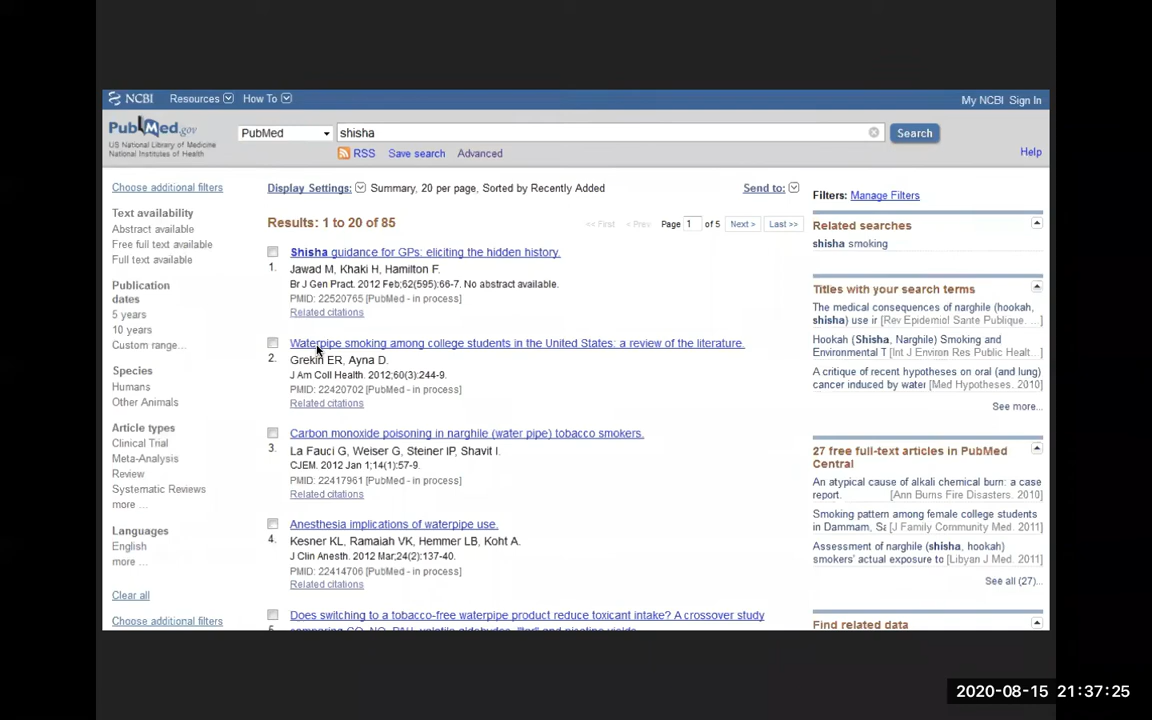 NCBI Resources How To My NCBI Sign In
PubMed.gov
US National Library of Medicine
National Institutes of Health
PubMed shisha Search
RSS Save search Advanced Help
Choose additional filters
Text availability
Abstract available
Free full text available
Full text available
Publication
dates
5 years
10 years
Custom range...
Species
Humans
Other Animals
Article types
Clinical Trial
Meta-Analysis
Review
Systematic Reviews
more ...
Languages
English
more ...
Clear all
Choose additional filters
Display Settings: Summary, 20 per page, Sorted by Recently Added Send to:
Results: 1 to 20 of 85 << First < Prev Page 1 of 5 Next > Last >>
Shisha guidance for GPs: eliciting the hidden history.
1. Jawad M, Khaki H, Hamilton F.
Br J Gen Pract. 2012 Feb;62(595):66-7. No abstract available.
PMID: 22520765 [PubMed - in process]
Related citations
Waterpipe smoking among college students in the United States: a review of the literature.
2. Grekin ER, Ayna D.
J Am Coll Health. 2012;60(3):244-9.
PMID: 22420702 [PubMed - in process]
Related citations
Carbon monoxide poisoning in narghile (water pipe) tobacco smokers.
3. La Fauci G, Weiser G, Steiner IP, Shavit I.
CJEM. 2012 Jan 1;14(1):57-9.
PMID: 22417961 [PubMed - in process]
Related citations
Anesthesia implications of waterpipe use.
4. Kesner KL, Ramaiah VK, Hemmer LB, Koht A.
J Clin Anesth. 2012 Mar;24(2):137-40.
PMID: 22414706 [PubMed - in process]
Related citations
Does switching to a tobacco-free waterpipe product reduce toxicant intake? A crossover study
Filters: Manage Filters
Related searches
shisha smoking
Titles with your search terms
The medical consequences of narghile (hookah,
shisha) use ir [Rev Epidemiol Sante Publique. ...]
Hookah (Shisha, Narghile) Smoking and
Environmental T [Int J Environ Res Public Healt...]
A critique of recent hypotheses on oral (and lung)
cancer induced by water [Med Hypotheses. 2010]
See more...
27 free full-text articles in PubMed
Central
An atypical cause of alkali chemical burn: a case
report. [Ann Burns Fire Disasters. 2010]
Smoking pattern among female college students
in Dammam, Sa [J Family Community Med. 2011]
Assessment of narghile (shisha, hookah)
smokers' actual exposure to [Libyan J Med. 2011]
See all (27)...
Find related data
2020-08-15 21:37:25